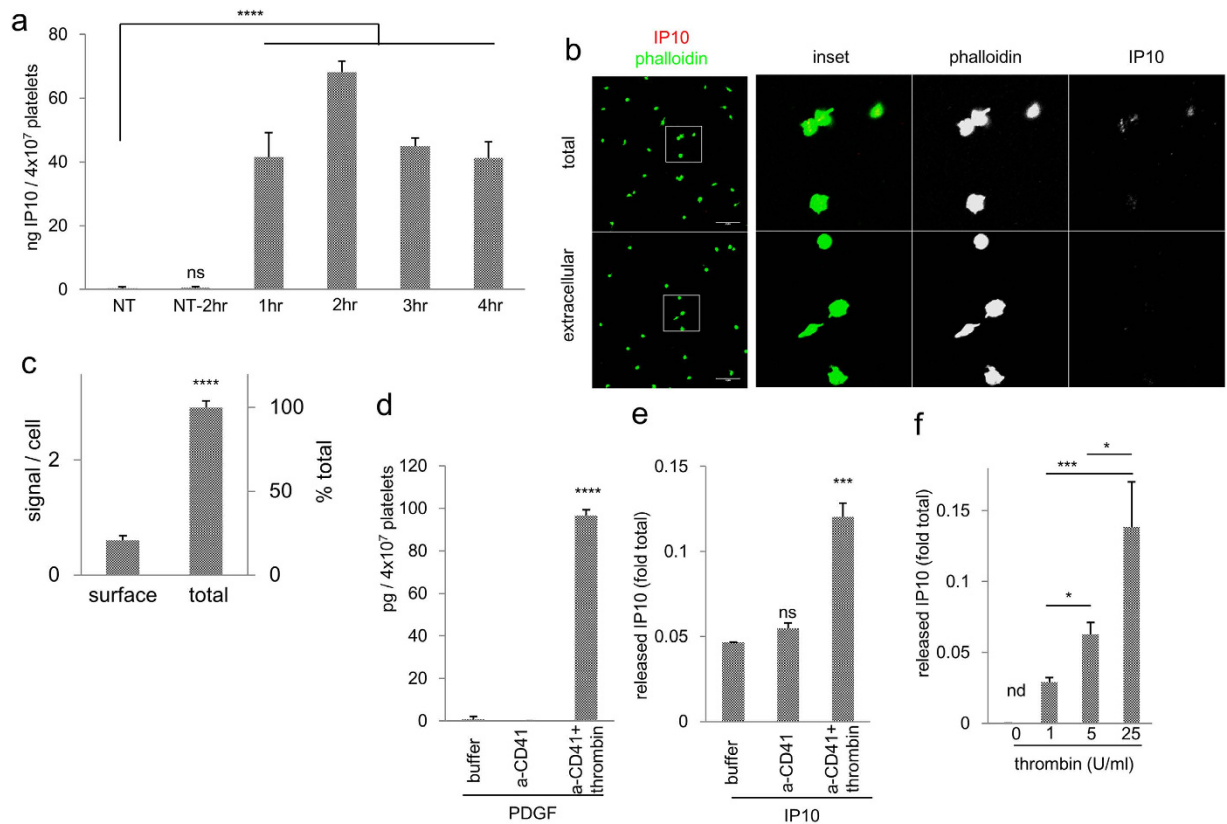 a
****
ng IP10 / 4x10⁷ platelets
80
60
40
20
0
ns
NT
NT-2hr
1hr
2hr
3hr
4hr
b
IP10
phalloidin
inset
phalloidin
IP10
total
extracellular
c
signal / cell
2
0
****
100
50
0
% total
surface
total
d
pg / 4x10⁷ platelets
120
100
80
60
40
20
0
****
buffer
a-CD41
a-CD41+
thrombin
PDGF
e
released IP10 (fold total)
0.15
0.1
0.05
0
ns
***
buffer
a-CD41
a-CD41+
thrombin
IP10
f
released IP10 (fold total)
0.15
0.1
0.05
0
*
***
*
nd
0 1 5 25
thrombin (U/ml)